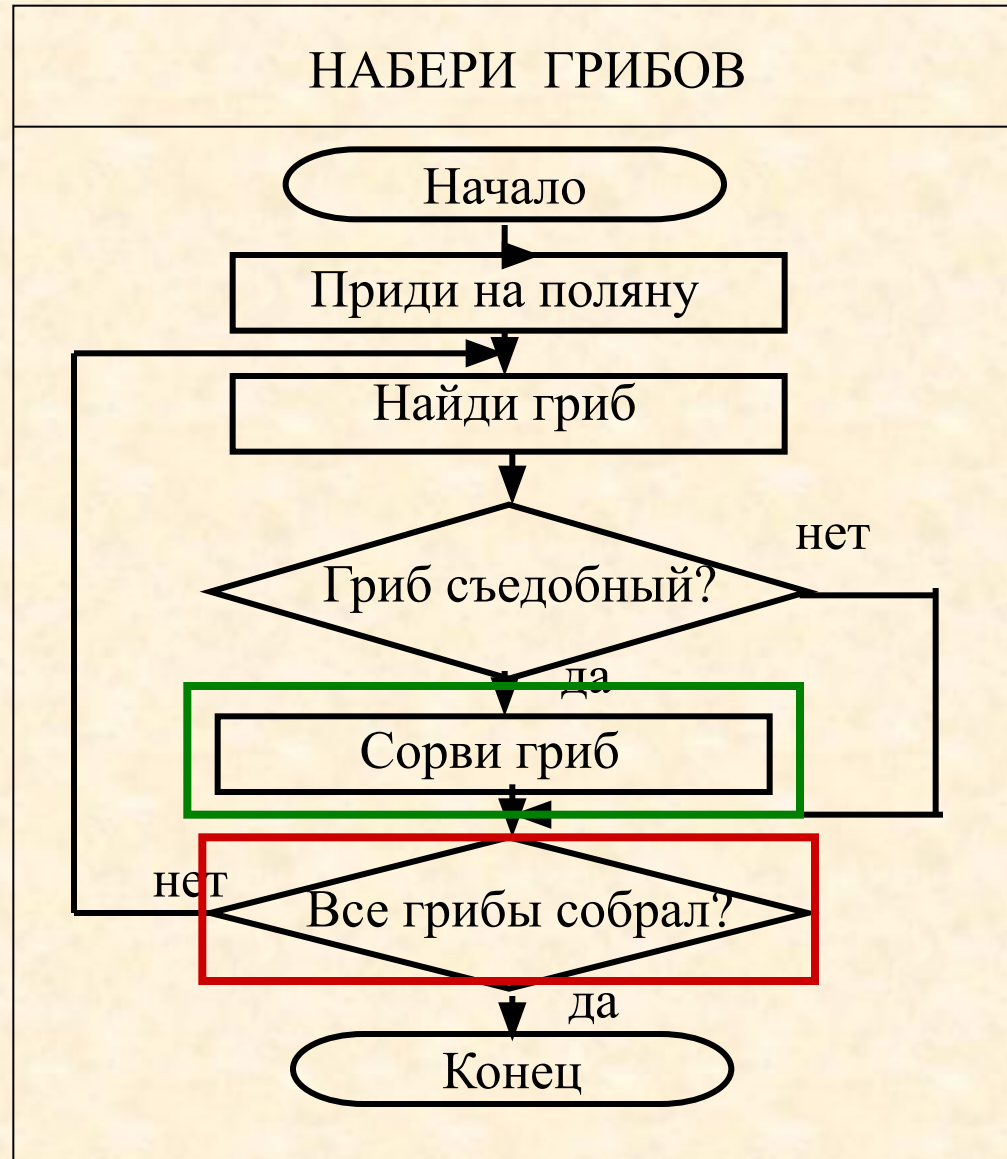 НАБЕРИ ГРИБОВ
Начало
Приди на поляну
Найди гриб
нет
Гриб съедобный?
да
Сорви гриб
нет
Все грибы собрал?
да
Конец